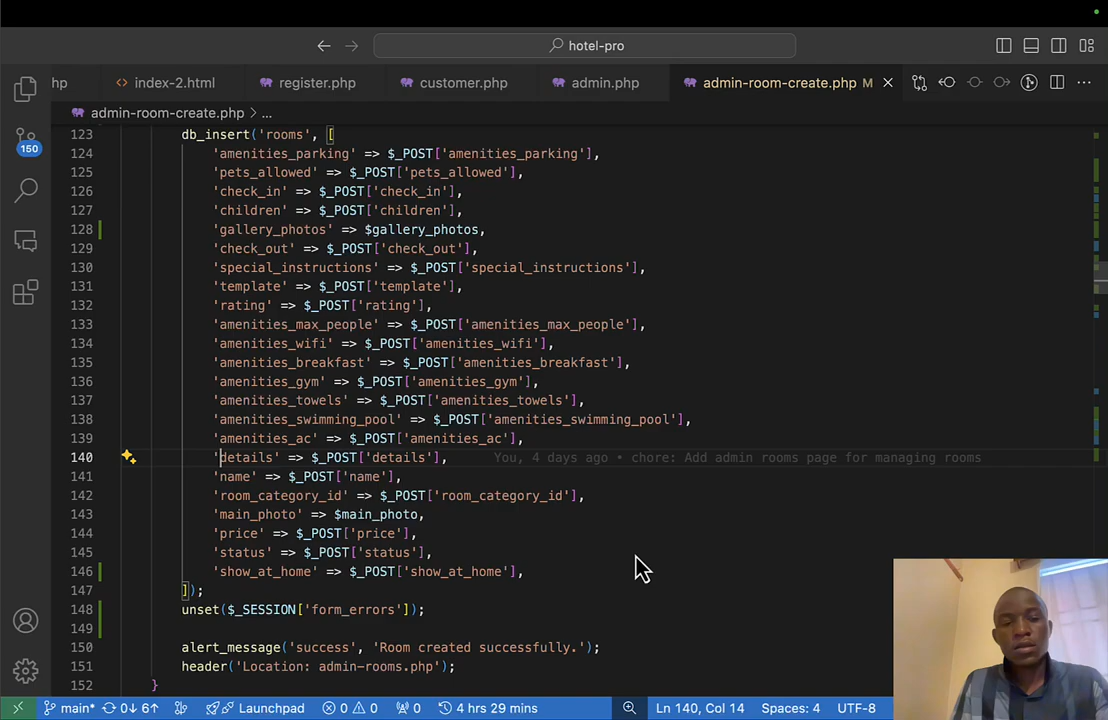 hotel-pro
hp
index-2.html
register.php
customer.php
admin.php
admin-room-create.php M
admin-room-create.php > ...
150
123 db_insert('rooms', [
124 'amenities_parking' => $_POST['amenities_parking'],
125 'pets_allowed' => $_POST['pets_allowed'],
126 'check_in' => $_POST['check_in'],
127 'children' => $_POST['children'],
128 'gallery_photos' => $gallery_photos,
129 'check_out' => $_POST['check_out'],
130 'special_instructions' => $_POST['special_instructions'],
131 'template' => $_POST['template'],
132 'rating' => $_POST['rating'],
133 'amenities_max_people' => $_POST['amenities_max_people'],
134 'amenities_wifi' => $_POST['amenities_wifi'],
135 'amenities_breakfast' => $_POST['amenities_breakfast'],
136 'amenities_gym' => $_POST['amenities_gym'],
137 'amenities_towels' => $_POST['amenities_towels'],
138 'amenities_swimming_pool' => $_POST['amenities_swimming_pool'],
139 'amenities_ac' => $_POST['amenities_ac'],
140 'details' => $_POST['details'], You, 4 days ago • chore: Add admin rooms page for managing rooms
141 'name' => $_POST['name'],
142 'room_category_id' => $_POST['room_category_id'],
143 'main_photo' => $main_photo,
144 'price' => $_POST['price'],
145 'status' => $_POST['status'],
146 'show_at_home' => $_POST['show_at_home'],
147 ]);
148 unset($_SESSION['form_errors']);
149
150 alert_message('success', 'Room created successfully.');
151 header('Location: admin-rooms.php');
152 }
main* 0↓ 6↑ Launchpad 0 0 0 4 hrs 29 mins Ln 140, Col 14 Spaces: 4 UTF-8